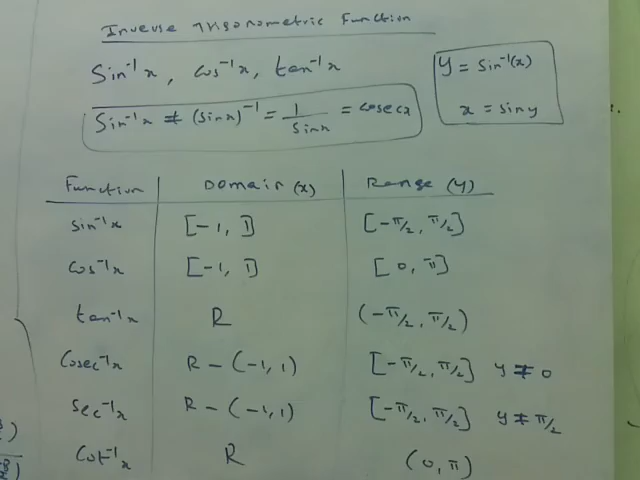 Inverse Trigonometric Function
Sin⁻¹x, cos⁻¹x, tan⁻¹x
y = sin⁻¹(x)
x = siny
Sin⁻¹x ≠ (sinx)⁻¹ = 1/sinx = cosecx
Function Domain (x) Range (y)
sin⁻¹x [-1, 1] [-π/2, π/2]
cos⁻¹x [-1, 1] [0, π]
tan⁻¹x R (-π/2, π/2)
Cosec⁻¹x R - (-1, 1) [-π/2, π/2] y ≠ 0
Sec⁻¹x R - (-1, 1) [-π/2, π/2] y ≠ π/2
Cot⁻¹x R (0, π)